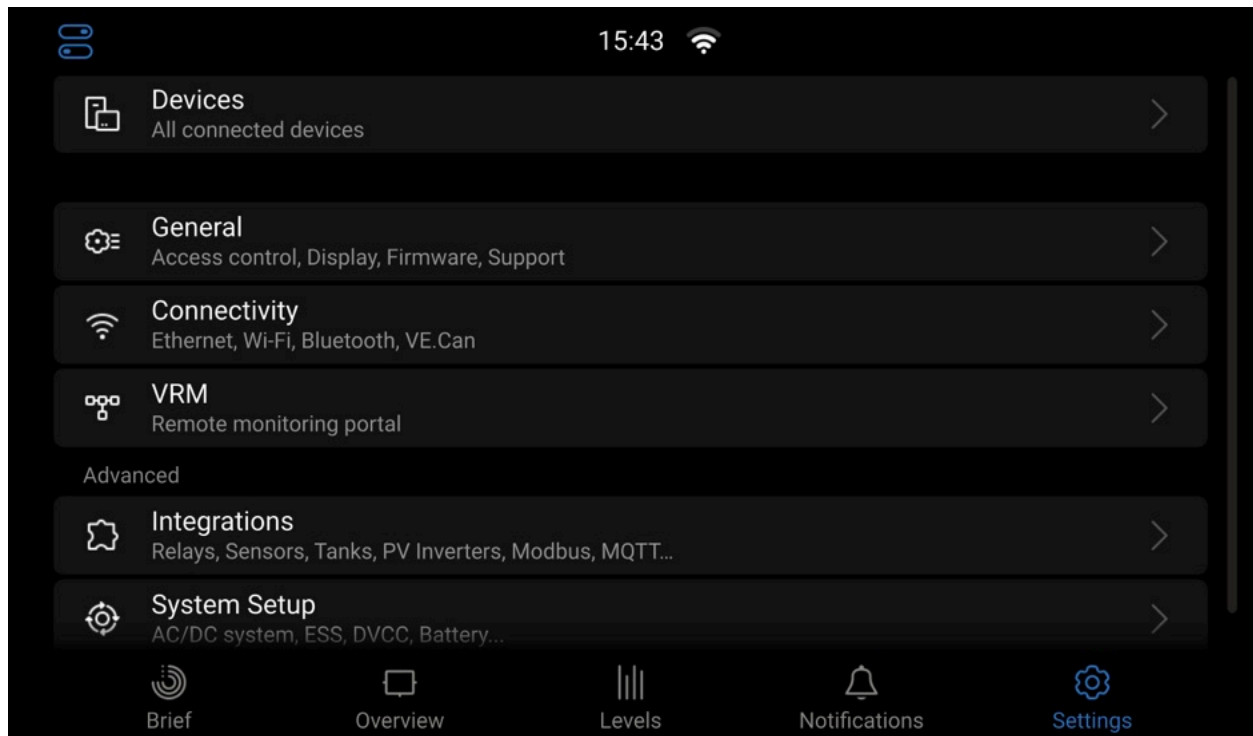 15:43
Devices
All connected devices
General
Access control, Display, Firmware, Support
Connectivity
Ethernet, Wi-Fi, Bluetooth, VE.Can
VRM
Remote monitoring portal
Advanced
Integrations
Relays, Sensors, Tanks, PV Inverters, Modbus, MQTT...
System Setup
AC/DC system, ESS, DVCC, Battery...
Brief Overview Levels Notifications Settings